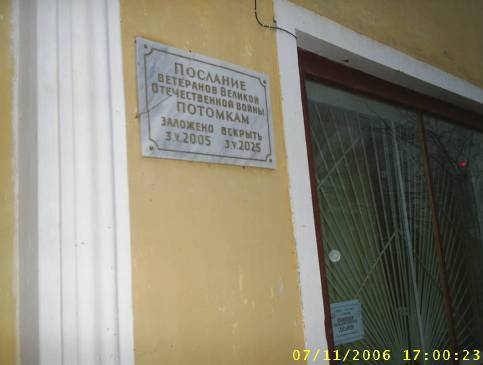 ПОСЛАНИЕ
ВЕТЕРАНОВ ВЕЛИКОЙ
ОТЕЧЕСТВЕННОЙ ВОЙНЫ
ПОТОМКАМ
ЗАЛОЖЕНО ВСКРЫТЬ
3.V.2005 3.V.2025
07/11/2006 17:00:23